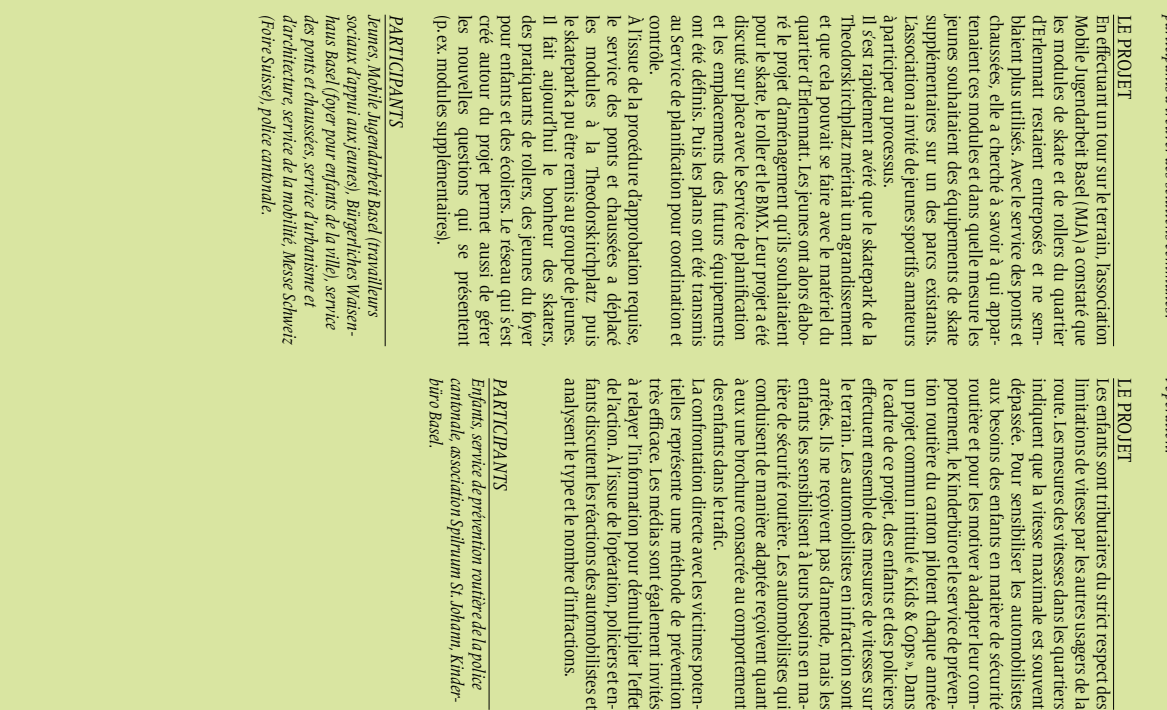 LE PROJET
En effectuant un tour sur le terrain, l'association
Mobile Jugendarbeit Basel (MJA) a constaté que
les modules de skate et de rollers du quartier
d'Erlenmatt restaient entreposés et ne sem-
blaient plus utilisés. Avec le service des ponts et
chaussées, elle a cherché à savoir à qui appar-
tenaient ces modules et dans quelle mesure les
jeunes souhaitaient des équipements de skate
supplémentaires sur un des parcs existants.
L'association a invité de jeunes sportifs amateurs
à participer au processus.
Il s'est rapidement avéré que le skatepark de la
Theodorskirchplatz méritait un agrandissement
et que cela pouvait se faire avec le matériel du
quartier d'Erlenmatt. Les jeunes ont alors élabo-
ré le projet d'aménagement qu'ils souhaitaient
pour le skate, le roller et le BMX. Leur projet a été
discuté sur place avec le Service de planification
et les emplacements des futurs équipements
ont été définis. Puis les plans ont été transmis
au Service de planification pour coordination et
contrôle.
À l'issue de la procédure d'approbation requise,
le service des ponts et chaussées a déplacé
les modules à la Theodorskirchplatz puis
le skatepark a pu être remis au groupe de jeunes.
Il fait aujourd'hui le bonheur des skaters,
des pratiquants de rollers, des jeunes du foyer
pour enfants et des écoliers. Le réseau qui s'est
créé autour du projet permet aussi de gérer
les nouvelles questions qui se présentent
(p. ex. modules supplémentaires).
PARTICIPANTS
Jeunes, Mobile Jugendarbeit Basel (travailleurs
sociaux d'appui aux jeunes), Bürgerliches Waisen-
haus Basel (foyer pour enfants de la ville), service
des ponts et chaussées, service d'urbanisme et
d'architecture, service de la mobilité, Messe Schweiz
(Foire Suisse), police cantonale.
LE PROJET
Les enfants sont tributaires du strict respect des
limitations de vitesse par les autres usagers de la
route. Les mesures des vitesses dans les quartiers
indiquent que la vitesse maximale est souvent
dépassée. Pour sensibiliser les automobilistes
aux besoins des enfants en matière de sécurité
routière et pour les motiver à adapter leur com-
portement, le Kinderbüro et le service de préven-
tion routière du canton pilotent chaque année
un projet commun intitulé « Kids & Cops ». Dans
le cadre de ce projet, des enfants et des policiers
effectuent ensemble des mesures de vitesses sur
le terrain. Les automobilistes en infraction sont
arrêtés. Ils ne reçoivent pas d'amende, mais les
enfants les sensibilisent à leurs besoins en ma-
tière de sécurité routière. Les automobilistes qui
conduisent de manière adaptée reçoivent quant
à eux une brochure consacrée au comportement
des enfants dans le trafic.
La confrontation directe avec les victimes poten-
tielles représente une méthode de prévention
très efficace. Les média sont également invités
à relayer l'information pour démultiplier l'effet
de l'action. À l'issue de l'opération, policiers et en-
fants discutent les réactions des automobilistes et
analysent le type et le nombre d'infractions.
PARTICIPANTS
Enfants, service de prévention routière de la police
cantonale, association Spilruum St. Johann, Kinder-
büro Basel.